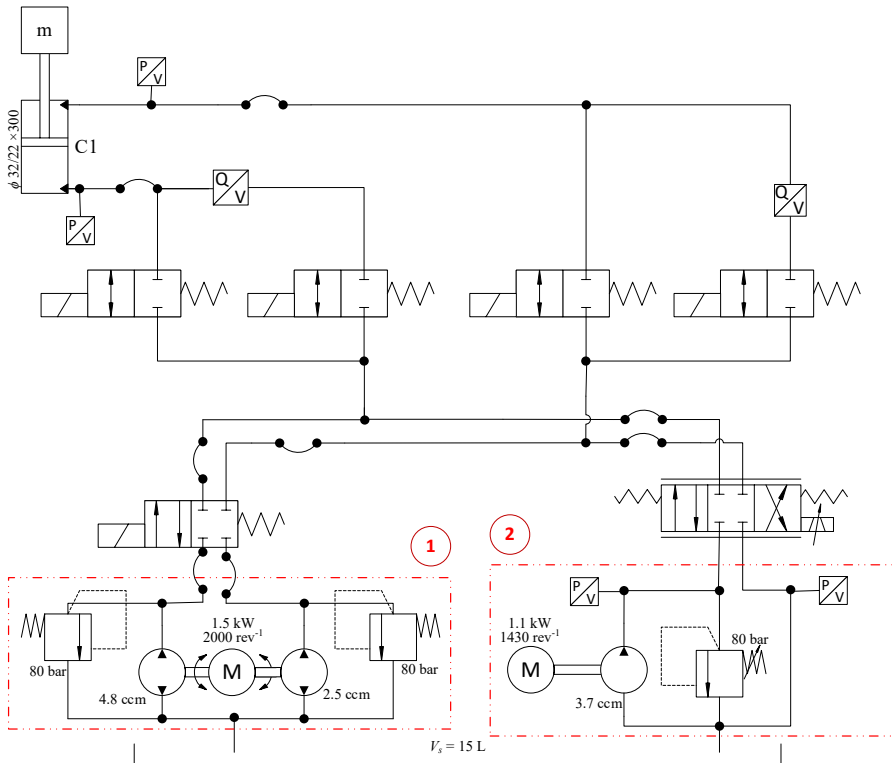 m
P
V
C1
ϕ 32/22 ×300
Q
V
Q
V
P
V
1
2
1.5 kW
2000 rev⁻¹
M
80 bar
80 bar
4.8 ccm
2.5 ccm
P
V
P
V
1.1 kW
1430 rev⁻¹
M
80 bar
3.7 ccm
Vs = 15 L